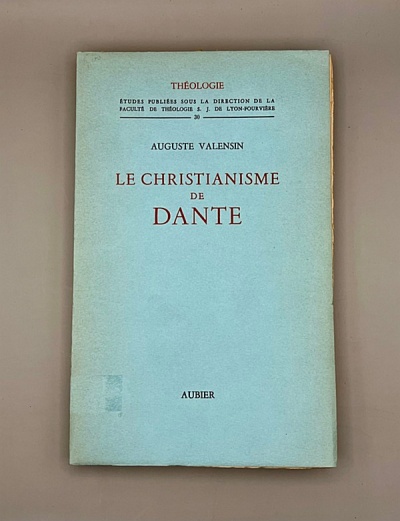 THÉOLOGIE
ÉTUDES PUBLIÉES SOUS LA DIRECTION DE LA
FACULTÉ DE THÉOLOGIE S. J. DE LYON-FOURVIÈRE
30
AUGUSTE VALENSIN
LE CHRISTIANISME
DE
DANTE
AUBIER